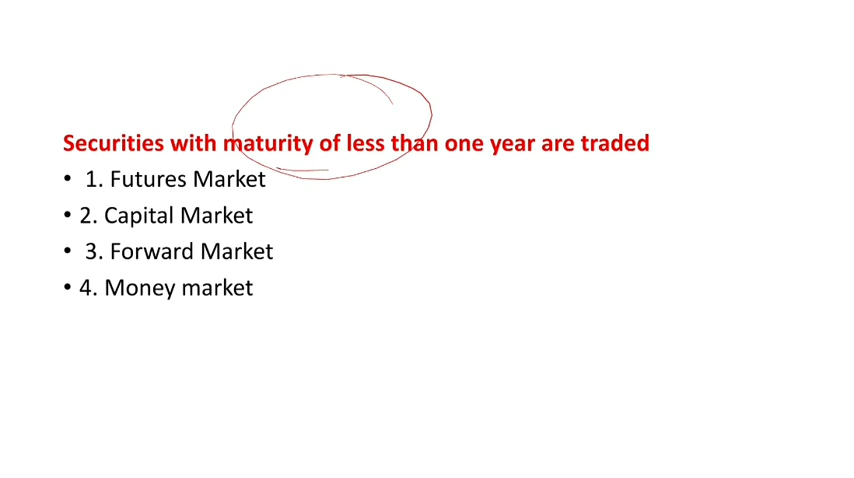 Securities with maturity of less than one year are traded
• 1. Futures Market
• 2. Capital Market
• 3. Forward Market
• 4. Money market